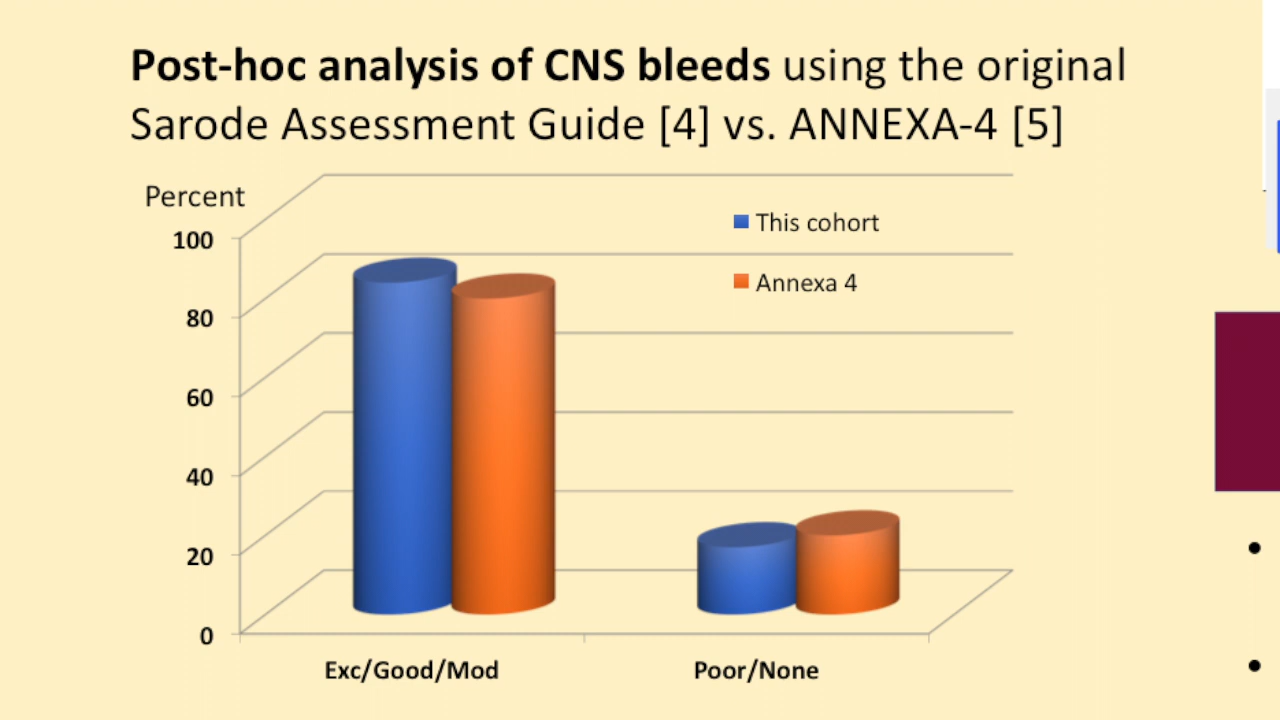 Post-hoc analysis of CNS bleeds using the original
Sarode Assessment Guide [4] vs. ANNEXA-4 [5]
Percent
This cohort
Annexa 4
100
80
60
40
20
0
Exc/Good/Mod
Poor/None